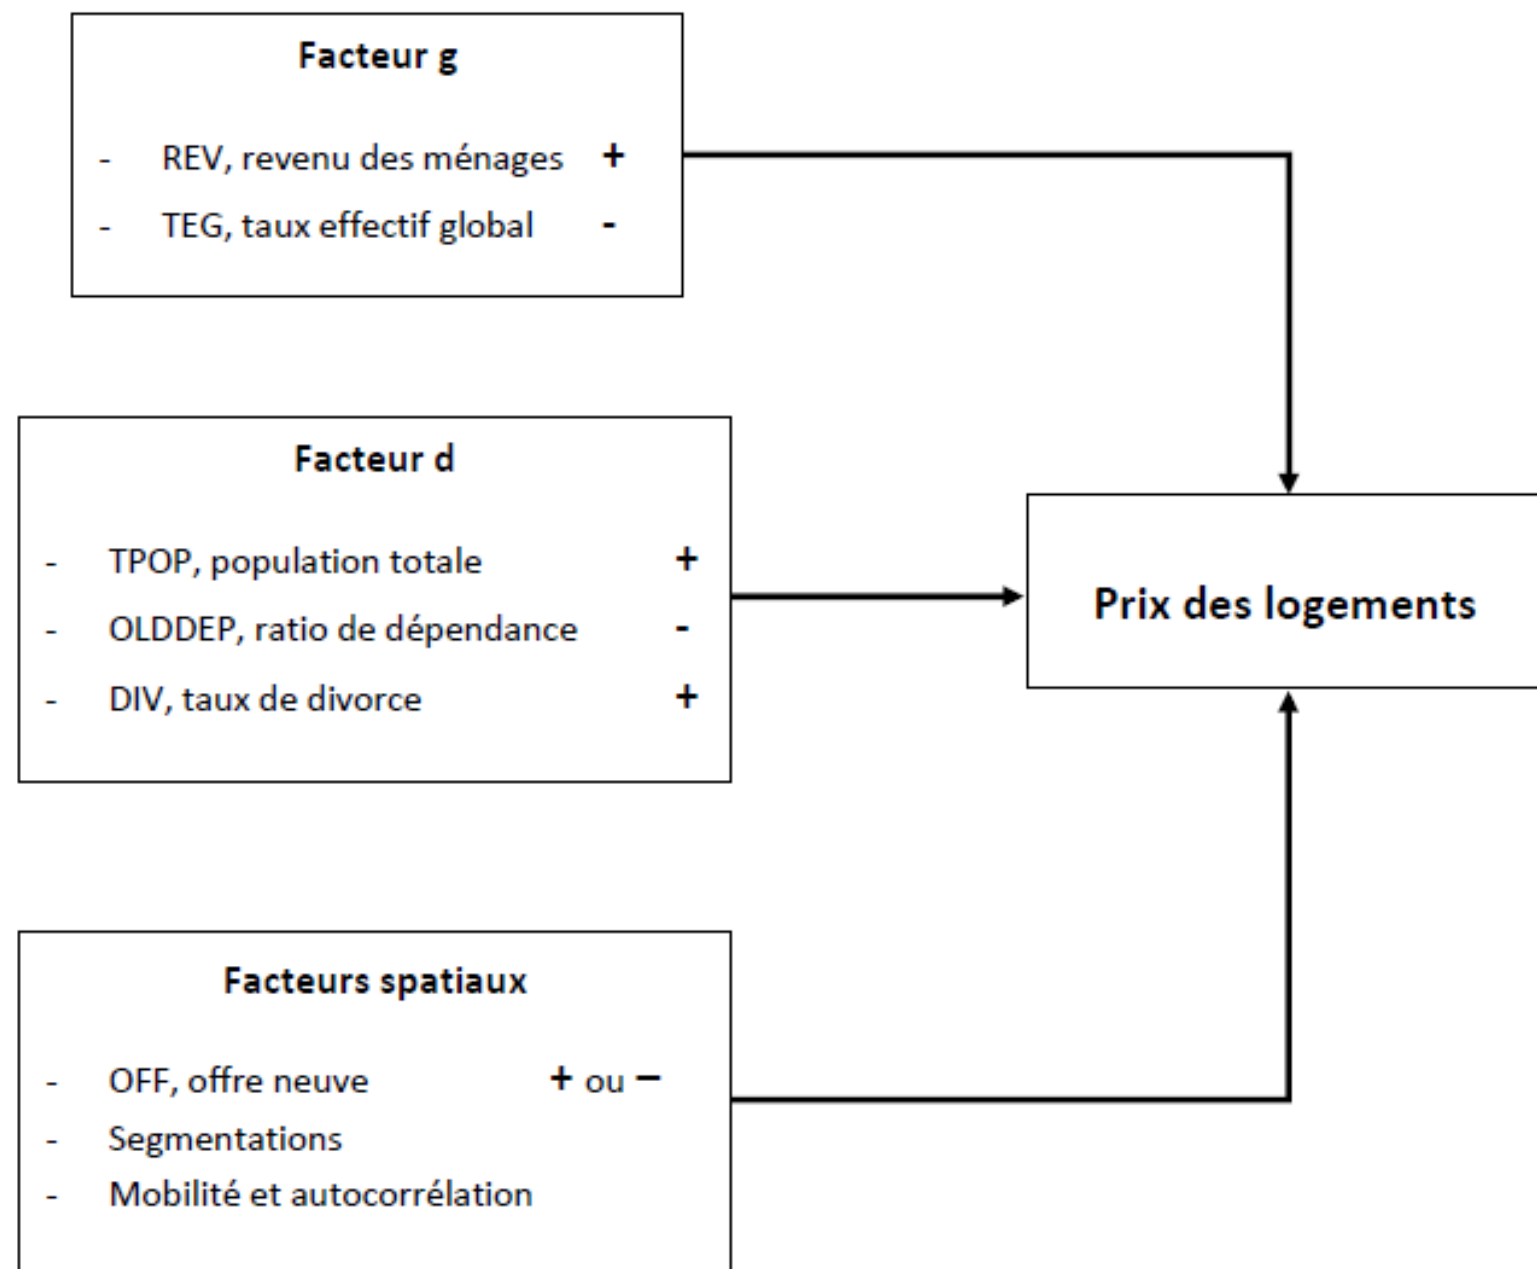 Facteur g
- REV, revenu des ménages +
- TEG, taux effectif global -
Facteur d
- TPOP, population totale +
- OLDDEP, ratio de dépendance -
- DIV, taux de divorce +
Prix des logements
Facteurs spatiaux
- OFF, offre neuve + ou −
- Segmentations
- Mobilité et autocorrélation